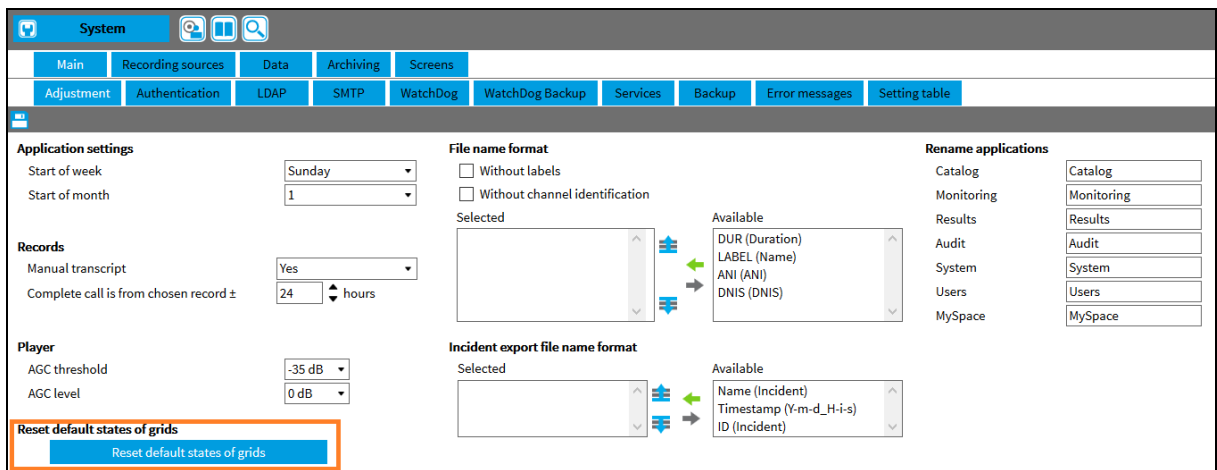 System
Main Recording sources Data Archiving Screens
Adjustment Authentication LDAP SMTP WatchDog WatchDog Backup Services Backup Error messages Setting table
Application settings
Start of week Sunday
Start of month 1
Records
Manual transcript Yes
Complete call is from chosen record ± 24 hours
Player
AGC threshold -35 dB
AGC level 0 dB
Reset default states of grids
Reset default states of grids
File name format
Without labels
Without channel identification
Selected Available
DUR (Duration)
LABEL (Name)
ANI (ANI)
DNIS (DNIS)
Incident export file name format
Selected Available
Name (Incident)
Timestamp (Y-m-d_H-i-s)
ID (Incident)
Rename applications
Catalog Catalog
Monitoring Monitoring
Results Results
Audit Audit
System System
Users Users
MySpace MySpace